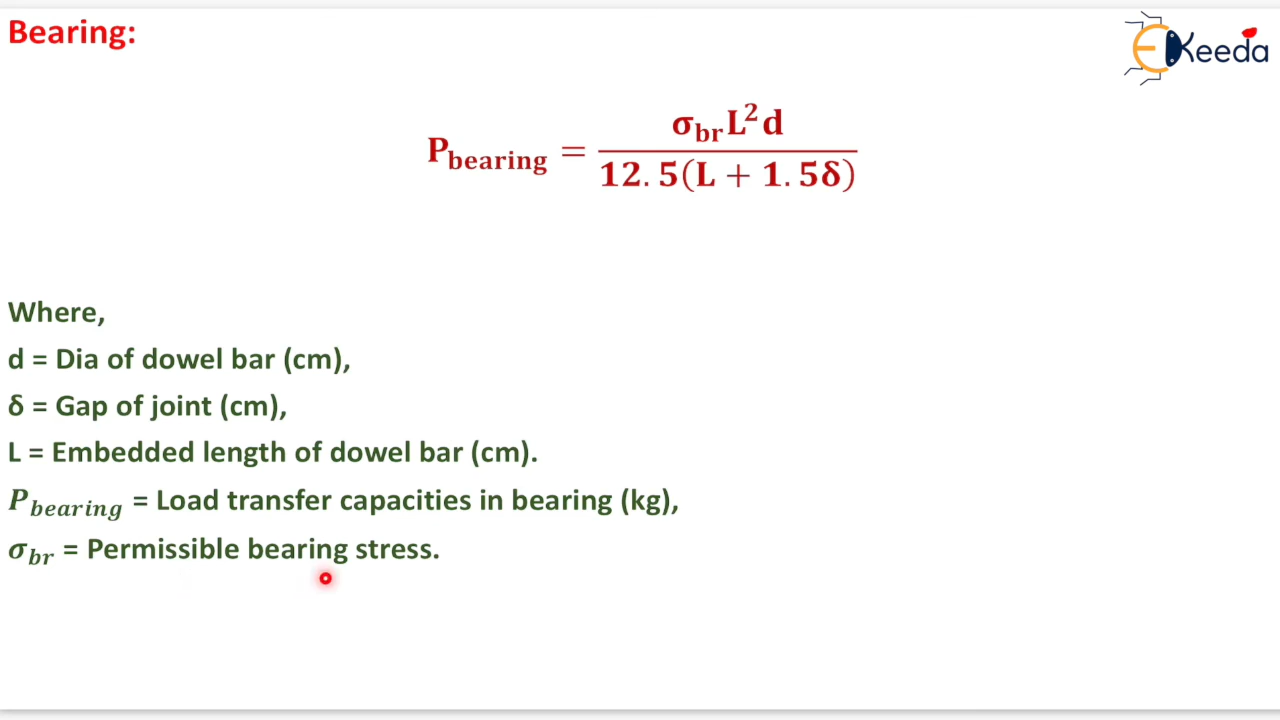 Bearing:
EKeeda
P_bearing = σ_br L² d / 12.5(L + 1.5δ)
Where,
d = Dia of dowel bar (cm),
δ = Gap of joint (cm),
L = Embedded length of dowel bar (cm).
P_bearing = Load transfer capacities in bearing (kg),
σ_br = Permissible bearing stress.